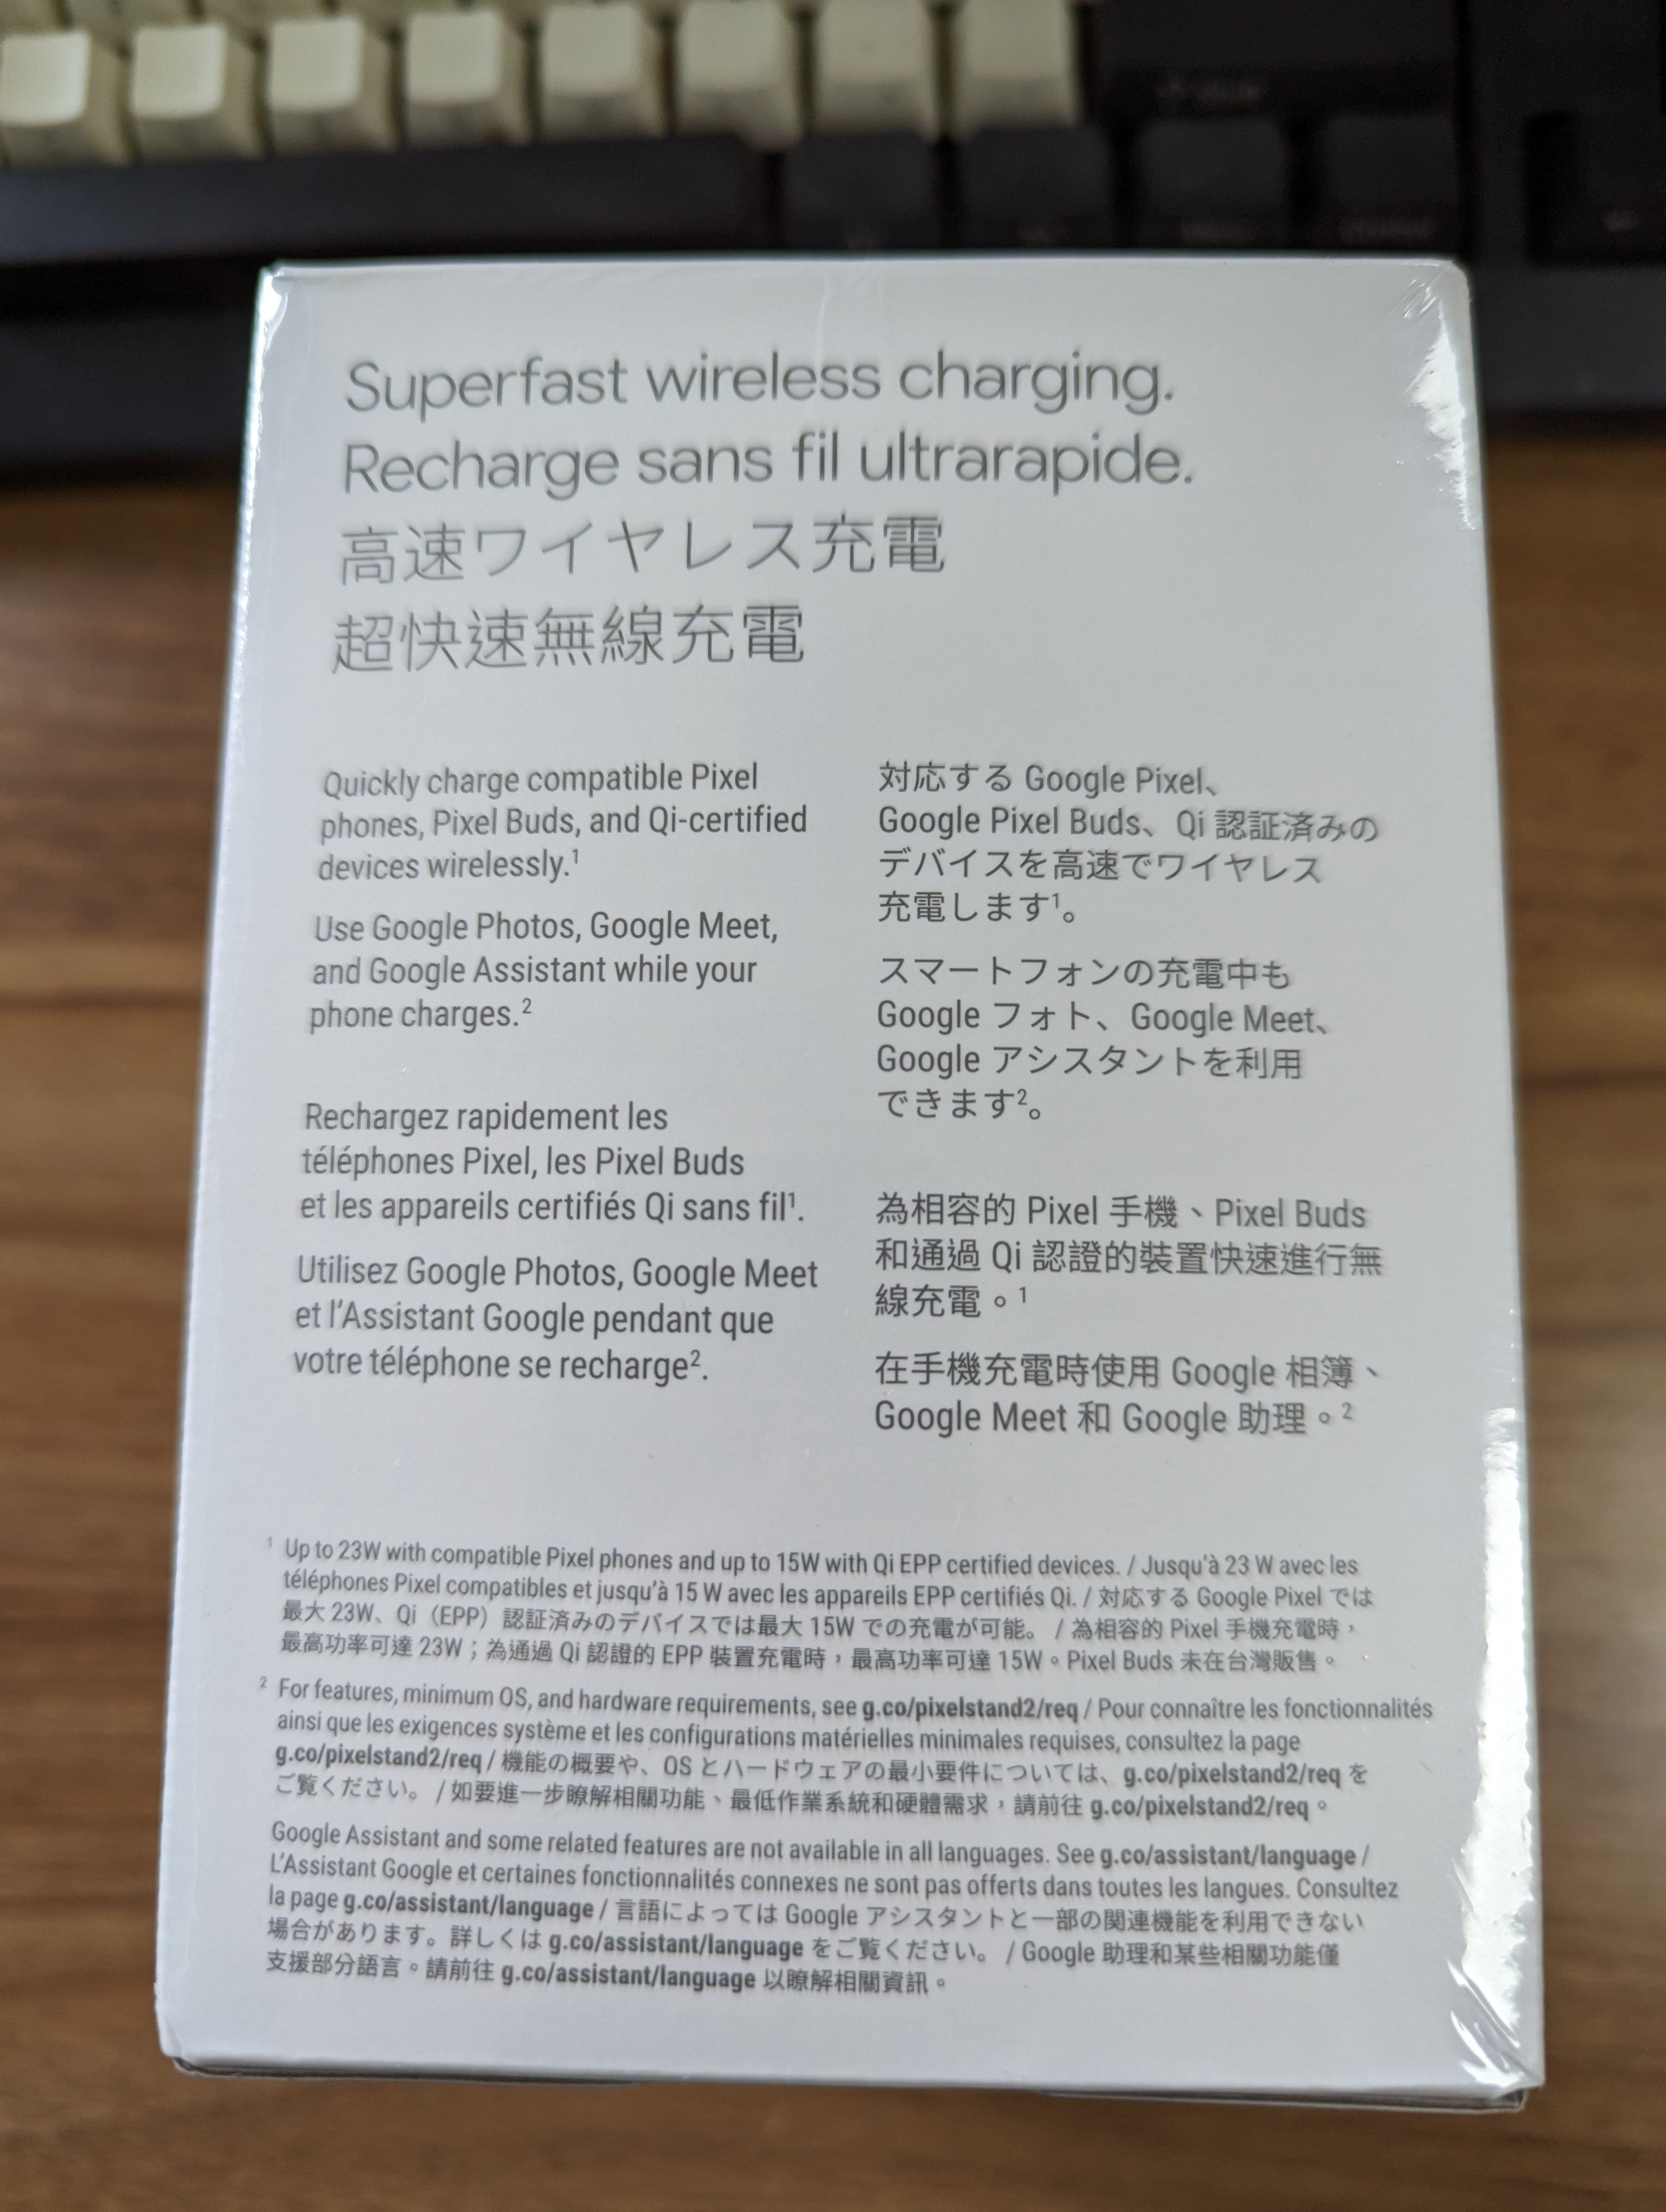 Superfast wireless charging.
Recharge sans fil ultrarapide.
高速ワイヤレス充電
超快速無線充電
Quickly charge compatible Pixel
phones, Pixel Buds, and Qi-certified
devices wirelessly.¹
Use Google Photos, Google Meet,
and Google Assistant while your
phone charges.²
Rechargez rapidement les
téléphones Pixel, les Pixel Buds
et les appareils certifiés Qi sans fil¹.
Utilisez Google Photos, Google Meet
et l’Assistant Google pendant que
votre téléphone se recharge².
対応する Google Pixel、
Google Pixel Buds、Qi 認証済みの
デバイスを高速でワイヤレス
充電します¹。
スマートフォンの充電中も
Google フォト、Google Meet、
Google アシスタントを利用
できます²。
為相容的 Pixel 手機、Pixel Buds
和通過 Qi 認證的裝置快速進行無
線充電。¹
在手機充電時使用 Google 相簿、
Google Meet 和 Google 助理。²
¹ Up to 23W with compatible Pixel phones and up to 15W with Qi EPP certified devices. / Jusqu’à 23 W avec les
téléphones Pixel compatibles et jusqu’à 15 W avec les appareils EPP certifiés Qi. / 対応する Google Pixel では
最大 23W、Qi（EPP）認証済みのデバイスでは最大 15W での充電が可能。 / 為相容的 Pixel 手機充電時，
最高功率可達 23W；為通過 Qi 認證的 EPP 裝置充電時，最高功率可達 15W。Pixel Buds 未在台灣販售。
² For features, minimum OS, and hardware requirements, see g.co/pixelstand2/req / Pour connaître les fonctionnalités
ainsi que les exigences système et les configurations matérielles minimales requises, consultez la page
g.co/pixelstand2/req / 機能の概要や、OS とハードウェアの最小要件については、g.co/pixelstand2/req を
ご覧ください。 / 如要進一步瞭解相關功能、最低作業系統和硬體需求，請前往 g.co/pixelstand2/req。
Google Assistant and some related features are not available in all languages. See g.co/assistant/language /
L’Assistant Google et certaines fonctionnalités connexes ne sont pas offerts dans toutes les langues. Consultez
la page g.co/assistant/language / 言語によっては Google アシスタントと一部の関連機能を利用できない
場合があります。詳しくは g.co/assistant/language をご覧ください。 / Google 助理和某些相關功能僅
支援部分語言。請前往 g.co/assistant/language 以瞭解相關資訊。